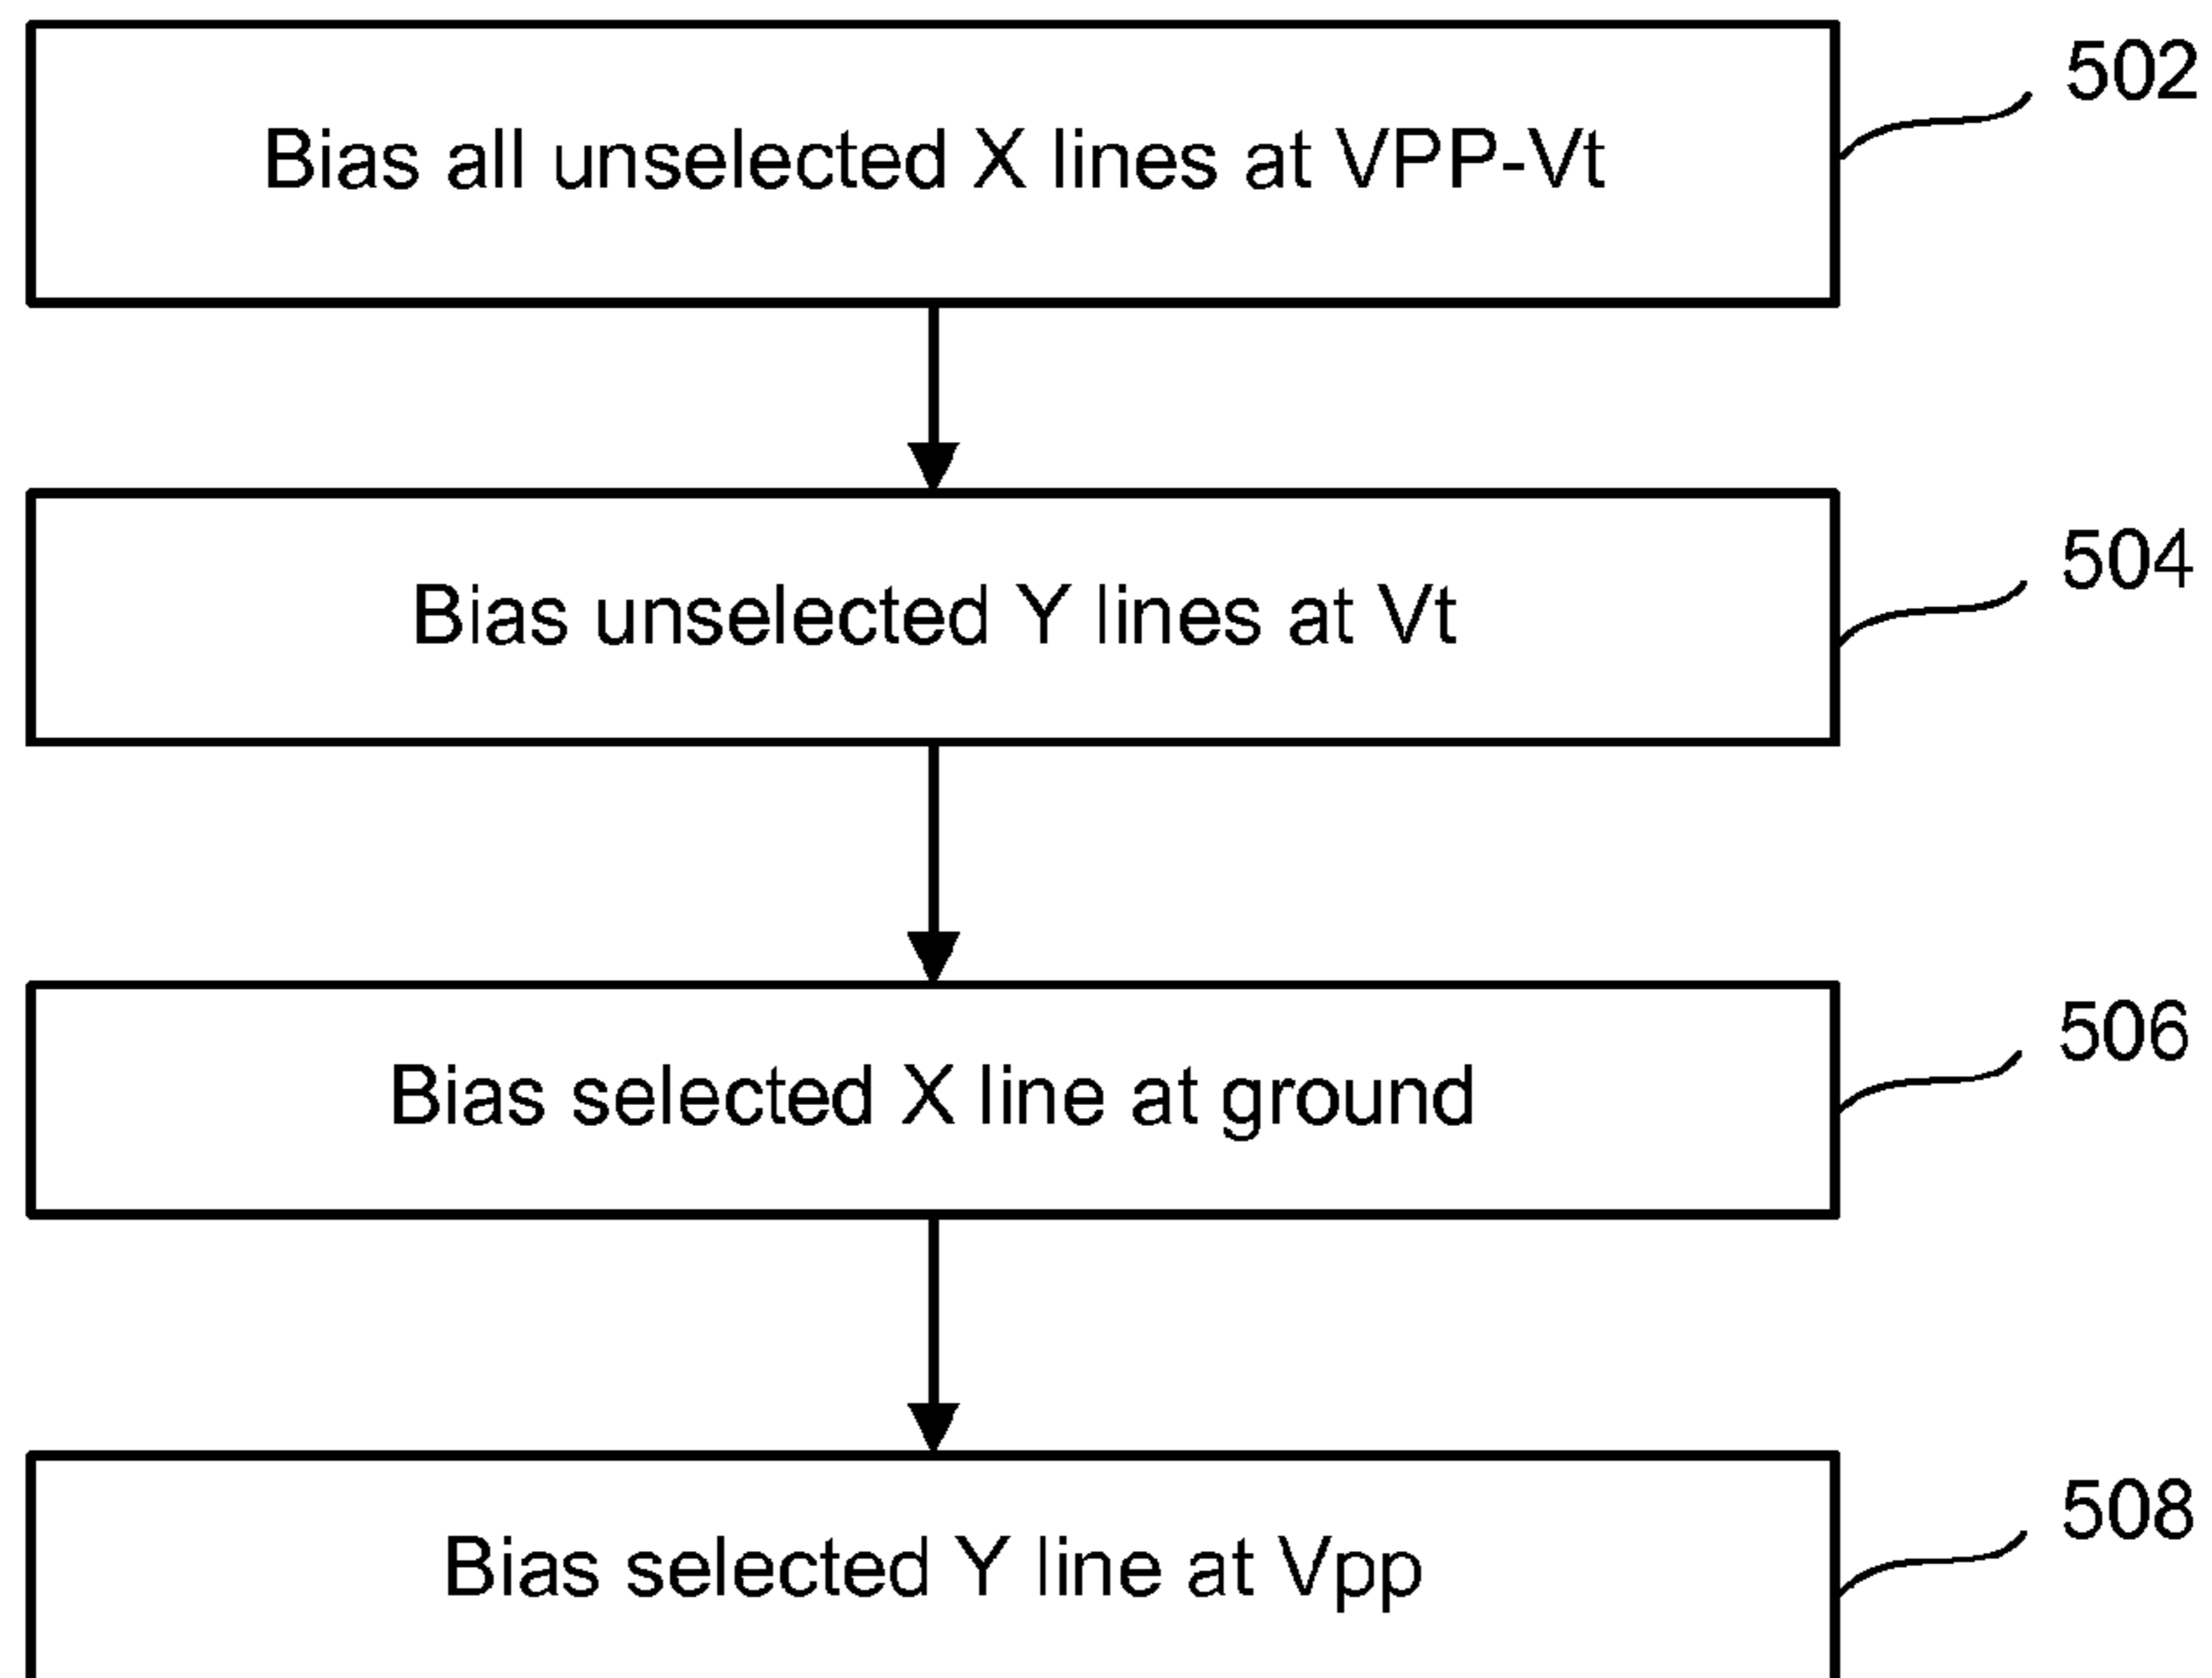 Bias all unselected X lines at VPP-Vt
502
Bias unselected Y lines at Vt
504
Bias selected X line at ground
506
Bias selected Y line at Vpp
508